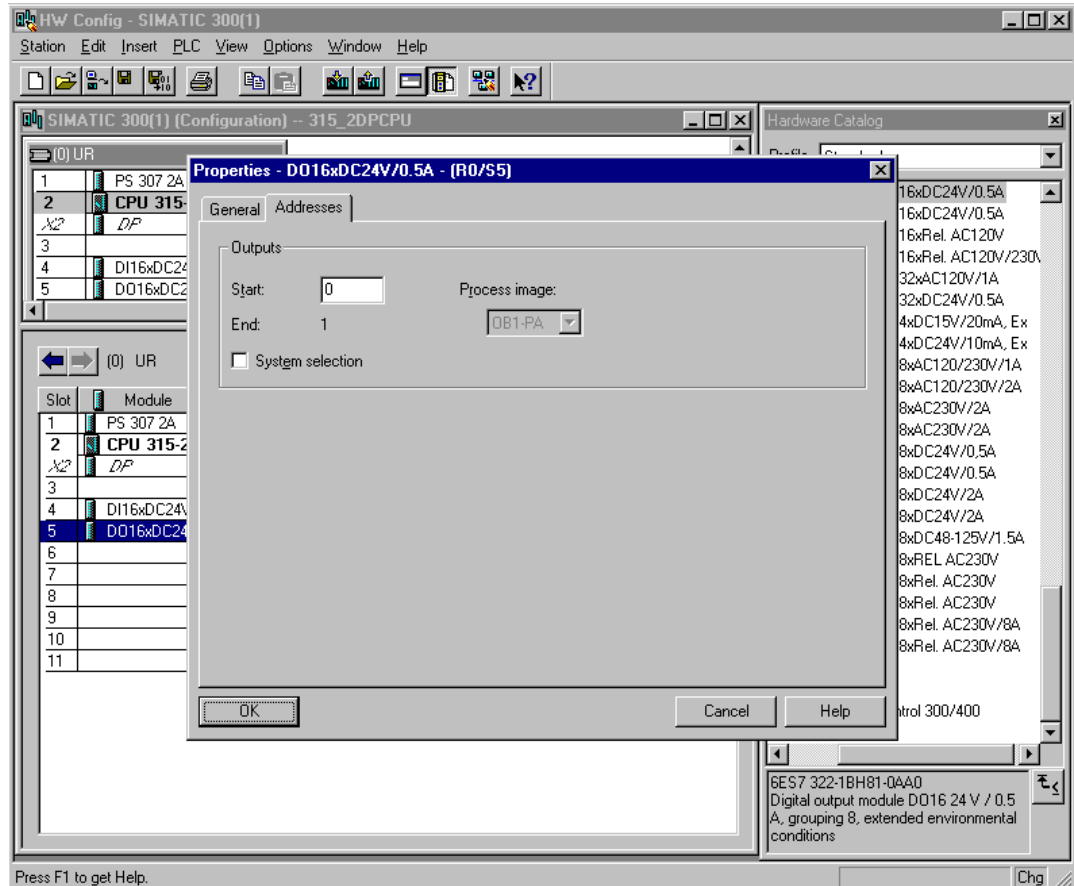 HW Config - SIMATIC 300(1)
Station Edit Insert PLC View Options Window Help
SIMATIC 300(1) (Configuration) -- 315_2DPCPU
(0) UR
1 PS 307 2A
2 CPU 315-
X2 DP
3
4 DI16xDC24
5 DO16xDC2
(0) UR
Slot Module
1 PS 307 2A
2 CPU 315-2
X2 DP
3
4 DI16xDC24V
5 DO16xDC24
6
7
8
9
10
11
Properties - DO16xDC24V/0.5A - (R0/S5)
General Addresses
Outputs
Start: 0 Process image:
End: 1 OB1-PA
System selection
OK Cancel Help
Hardware Catalog
16xDC24V/0.5A
16xDC24V/0.5A
16xRel. AC120V
16xRel. AC120V/230V
32xAC120V/1A
32xDC24V/0.5A
4xDC15V/20mA, Ex
4xDC24V/10mA, Ex
8xAC120/230V/1A
8xAC120/230V/2A
8xAC230V/2A
8xAC230V/2A
8xDC24V/0,5A
8xDC24V/0.5A
8xDC24V/2A
8xDC24V/2A
8xDC48-125V/1.5A
8xREL AC230V
8xRel. AC230V
8xRel. AC230V
8xRel. AC230V/8A
8xRel. AC230V/8A
ntrol 300/400
6ES7 322-1BH81-0AA0
Digital output module DO16 24 V / 0.5
A, grouping 8, extended environmental
conditions
Press F1 to get Help. Chg